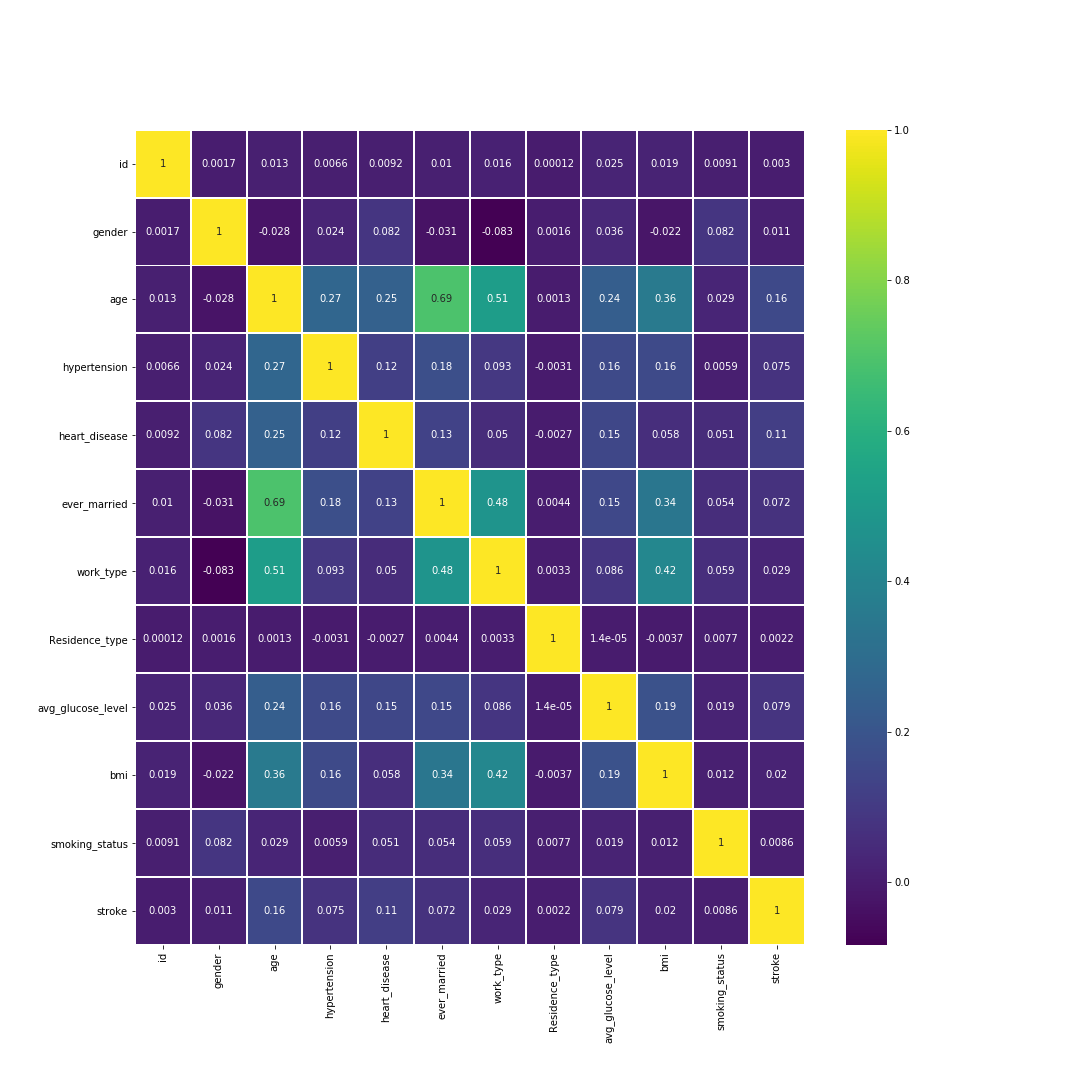 id 1 0.0017 0.013 0.0066 0.0092 0.01 0.016 0.00012 0.025 0.019 0.0091 0.003
gender 0.0017 1 -0.028 0.024 0.082 -0.031 -0.083 0.0016 0.036 -0.022 0.082 0.011
age 0.013 -0.028 1 0.27 0.25 0.69 0.51 0.0013 0.24 0.36 0.029 0.16
hypertension 0.0066 0.024 0.27 1 0.12 0.18 0.093 -0.0031 0.16 0.16 0.0059 0.075
heart_disease 0.0092 0.082 0.25 0.12 1 0.13 0.05 -0.0027 0.15 0.058 0.051 0.11
ever_married 0.01 -0.031 0.69 0.18 0.13 1 0.48 0.0044 0.15 0.34 0.054 0.072
work_type 0.016 -0.083 0.51 0.093 0.05 0.48 1 0.0033 0.086 0.42 0.059 0.029
Residence_type 0.00012 0.0016 0.0013 -0.0031 -0.0027 0.0044 0.0033 1 1.4e-05 -0.0037 0.0077 0.0022
avg_glucose_level 0.025 0.036 0.24 0.16 0.15 0.15 0.086 1.4e-05 1 0.19 0.019 0.079
bmi 0.019 -0.022 0.36 0.16 0.058 0.34 0.42 -0.0037 0.19 1 0.012 0.02
smoking_status 0.0091 0.082 0.029 0.0059 0.051 0.054 0.059 0.0077 0.019 0.012 1 0.0086
stroke 0.003 0.011 0.16 0.075 0.11 0.072 0.029 0.0022 0.079 0.02 0.0086 1
id gender age hypertension heart_disease ever_married work_type Residence_type avg_glucose_level bmi smoking_status stroke
1.0
0.8
0.6
0.4
0.2
0.0